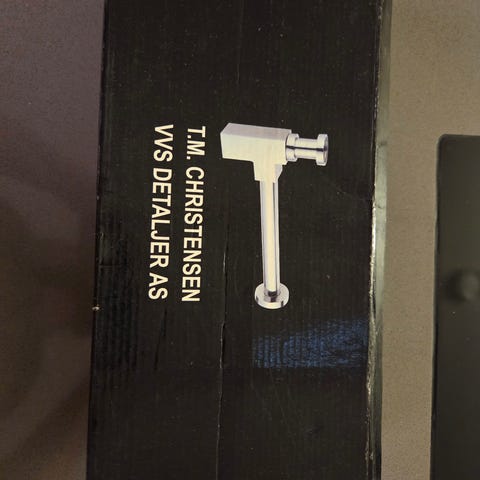 T.M. CHRISTENSEN
VVS DETALJER AS